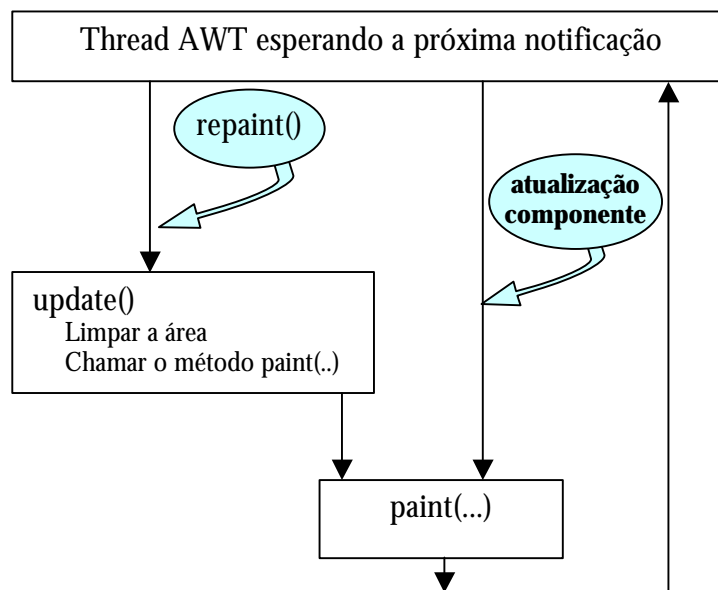 Thread AWT esperando a próxima notificação
repaint()
atualização
componente
update()
Limpar a área
Chamar o método paint(..)
paint(...)